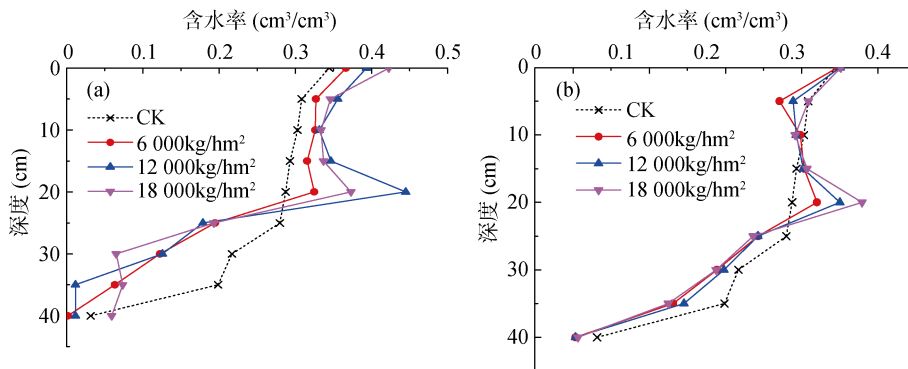 含水率 (cm³/cm³)
0 0.1 0.2 0.3 0.4 0.5
0
10
20
30
40
深度 (cm)
(a)
CK
6 000kg/hm²
12 000kg/hm²
18 000kg/hm²
含水率 (cm³/cm³)
0 0.2 0.3 0.4
0
10
20
30
40
深度 (cm)
(b)
CK
6 000kg/hm²
12 000kg/hm²
18 000kg/hm²